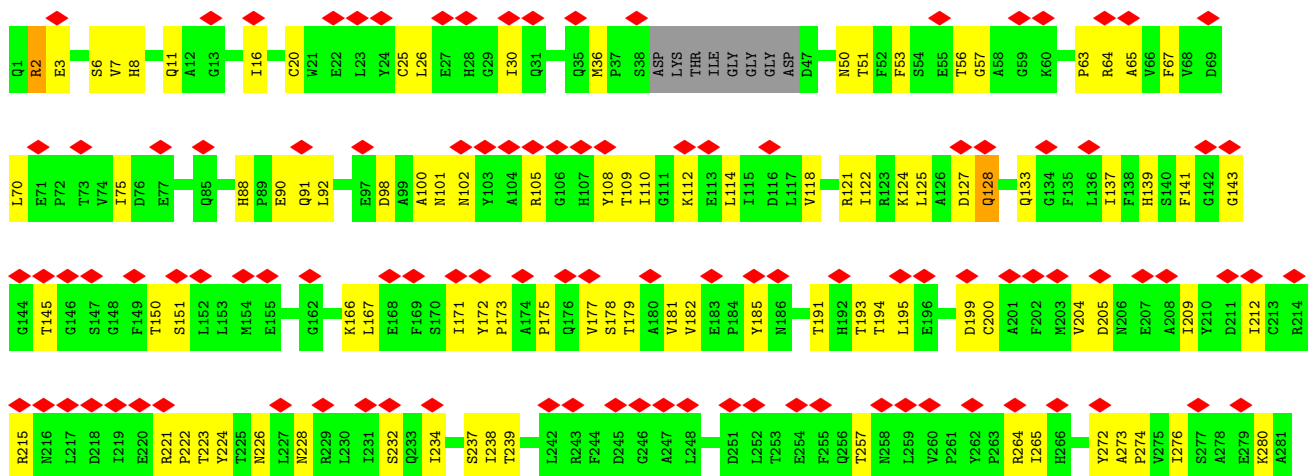 Q1 R2 E3 S6 V7 H8 Q11 A12 G13 I16 C20 W21 E22 L23 Y24 C25 L26 E27 H28 G29 I30 Q31 Q35 M36 P37 S38 ASP LYS THR ILE GLY GLY GLY ASP D47 N50 T51 F52 F53 S54 E55 T56 G57 A58 G59 K60 P63 R64 A65 V66 F67 V68 D69
L70 E71 P72 T73 V74 I75 D76 E77 Q85 H88 P89 E90 Q91 L92 E97 D98 A99 A100 N101 N102 Y103 A104 R105 G106 H107 Y108 T109 I110 G111 K112 E113 L114 I115 D116 L117 V118 R121 I122 R123 K124 L125 A126 D127 Q128 Q133 G134 F135 L136 I137 F138 H139 S140 F141 G142 G143
G144 T145 G146 S147 G148 F149 T150 S151 L152 L153 M154 E155 G162 K166 L167 E168 F169 S170 I171 Y172 P173 A174 P175 Q176 V177 S178 T179 A180 V181 V182 E183 P184 Y185 N186 T191 H192 T193 T194 L195 E196 D199 C200 A201 F202 M203 V204 D205 N206 E207 A208 I209 Y210 D211 I212 C213 R214
R215 N216 L217 D218 I219 E220 R221 P222 T223 Y224 T225 N226 L227 N228 R229 L230 I231 S232 Q233 I234 S237 I238 T239 L242 R243 F244 D245 G246 A247 L248 D251 L252 T253 E254 F255 Q256 T257 N258 L259 V260 P261 Y262 P263 R264 I265 H266 Y272 A273 P274 V275 I276 S277 A278 E279 K280 A281